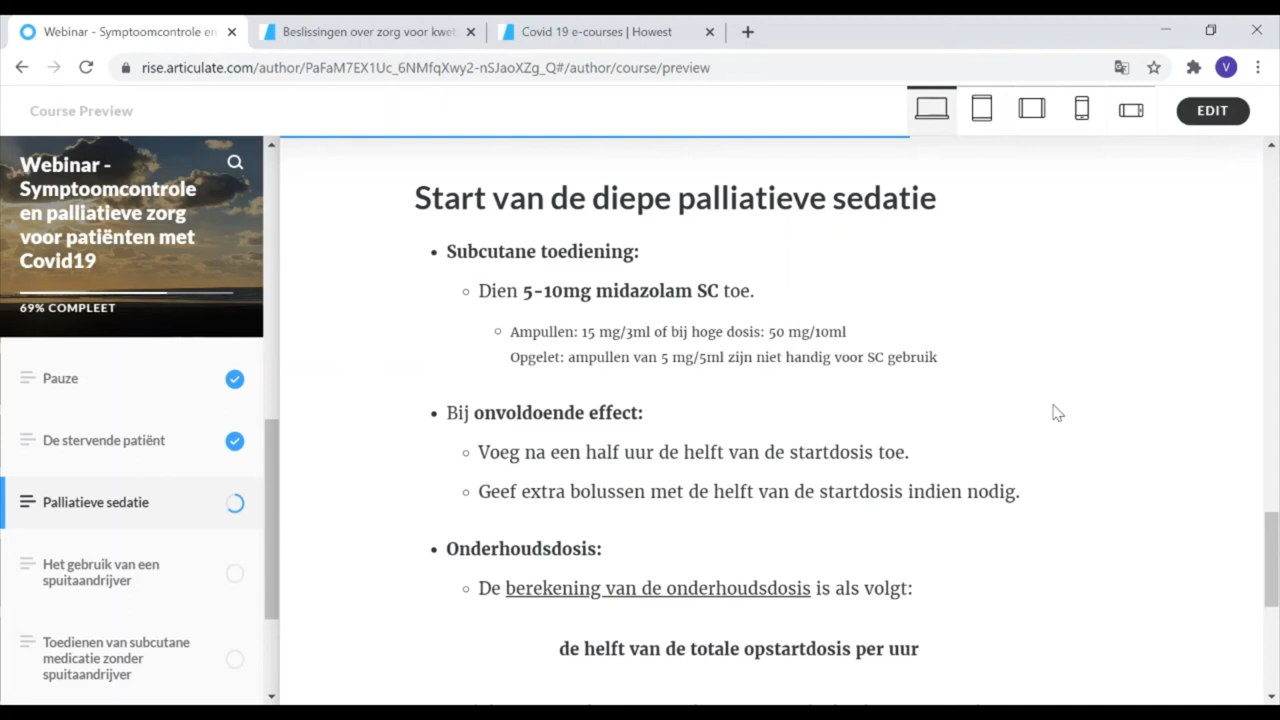 Webinar - Symptoomcontrole en
Beslissingen over zorg voor kwet
Covid 19 e-courses | Howest
rise.articulate.com/author/PaFaM7EX1Uc_6NMfqXwy2-nSJaoXZg_Q#/author/course/preview
V
Course Preview
EDIT
Webinar -
Symptoomcontrole
en palliatieve zorg
voor patiënten met
Covid19
69% COMPLEET
Pauze
De stervende patiënt
Palliatieve sedatie
Het gebruik van een
spuitaandrijver
Toedienen van subcutane
medicatie zonder
spuitaandrijver
Start van de diepe palliatieve sedatie
• Subcutane toediening:
Dien 5-10mg midazolam SC toe.
Ampullen: 15 mg/3ml of bij hoge dosis: 50 mg/10ml
Opgelet: ampullen van 5 mg/5ml zijn niet handig voor SC gebruik
• Bij onvoldoende effect:
Voeg na een half uur de helft van de startdosis toe.
Geef extra bolussen met de helft van de startdosis indien nodig.
• Onderhoudsdosis:
De berekening van de onderhoudsdosis is als volgt:
de helft van de totale opstartdosis per uur